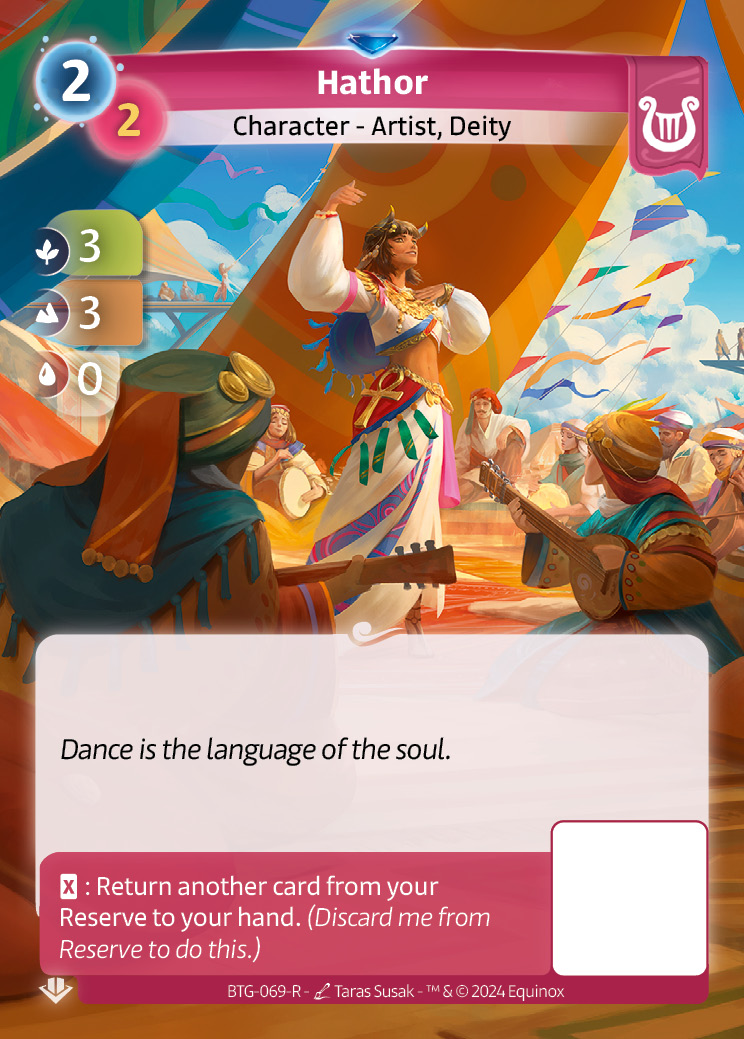 2
Hathor
2
Character - Artist, Deity
3
3
0
Dance is the language of the soul.
X : Return another card from your
Reserve to your hand. (Discard me from
Reserve to do this.)
BTG-069-R - Taras Susak - ™ & © 2024 Equinox